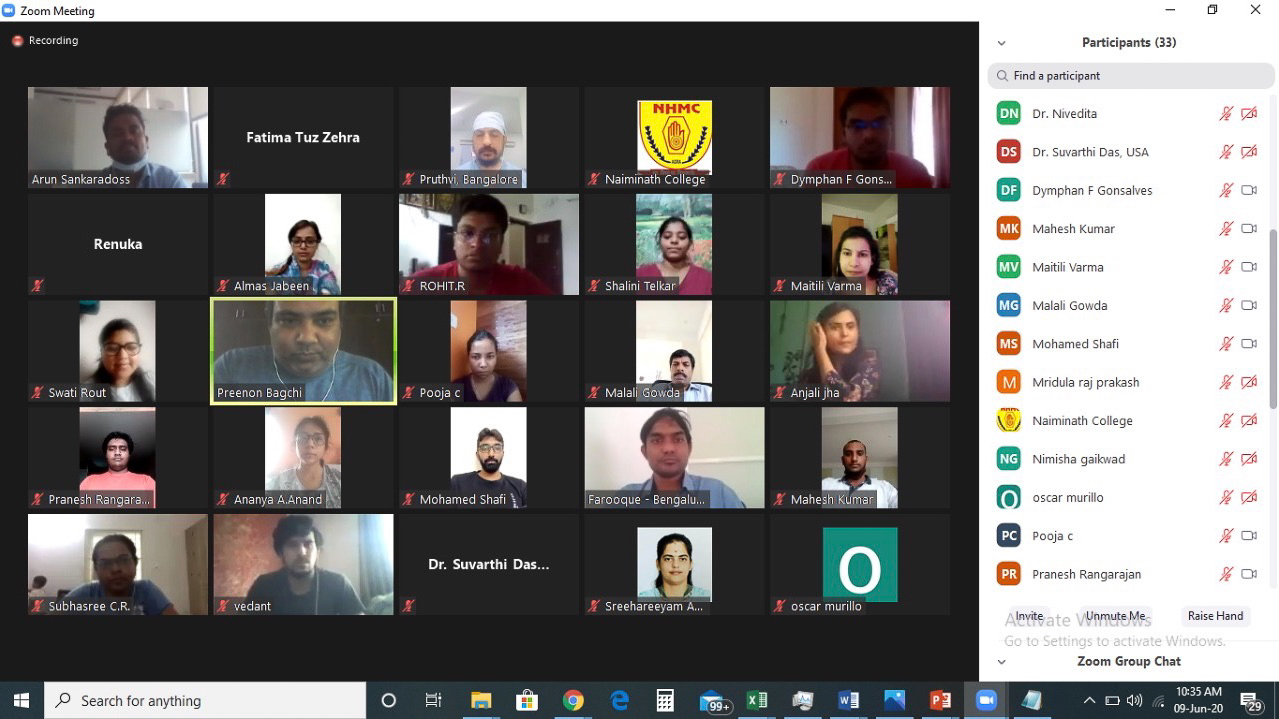 Zoom Meeting
Recording
Arun Sankaradoss
Fatima Tuz Zehra
Pruthvi, Bangalore
NHMC
AGRA
Naiminath College
Dymphan F Gons...
Renuka
Almas Jabeen
ROHIT.R
Shalini Telkar
Maitili Varma
Swati Rout
Preenon Bagchi
Pooja c
Malali Gowda
Anjali jha
Pranesh Rangara...
Ananya A.Anand
Mohamed Shafi
Farooque - Bengalu...
Mahesh Kumar
Subhasree C.R.
vedant
Dr. Suvarthi Das...
Sreehareeyam A...
O
oscar murillo
Participants (33)
Find a participant
DN Dr. Nivedita
DS Dr. Suvarthi Das, USA
DF Dymphan F Gonsalves
MK Mahesh Kumar
MV Maitili Varma
MG Malali Gowda
MS Mohamed Shafi
M Mridula raj prakash
Naiminath College
NG Nimisha gaikwad
O oscar murillo
PC Pooja c
PR Pranesh Rangarajan
Invite Unmute Me Raise Hand
Activate Windows
Go to Settings to activate Windows.
Zoom Group Chat
Search for anything
99+
10:35 AM
09-Jun-20
29